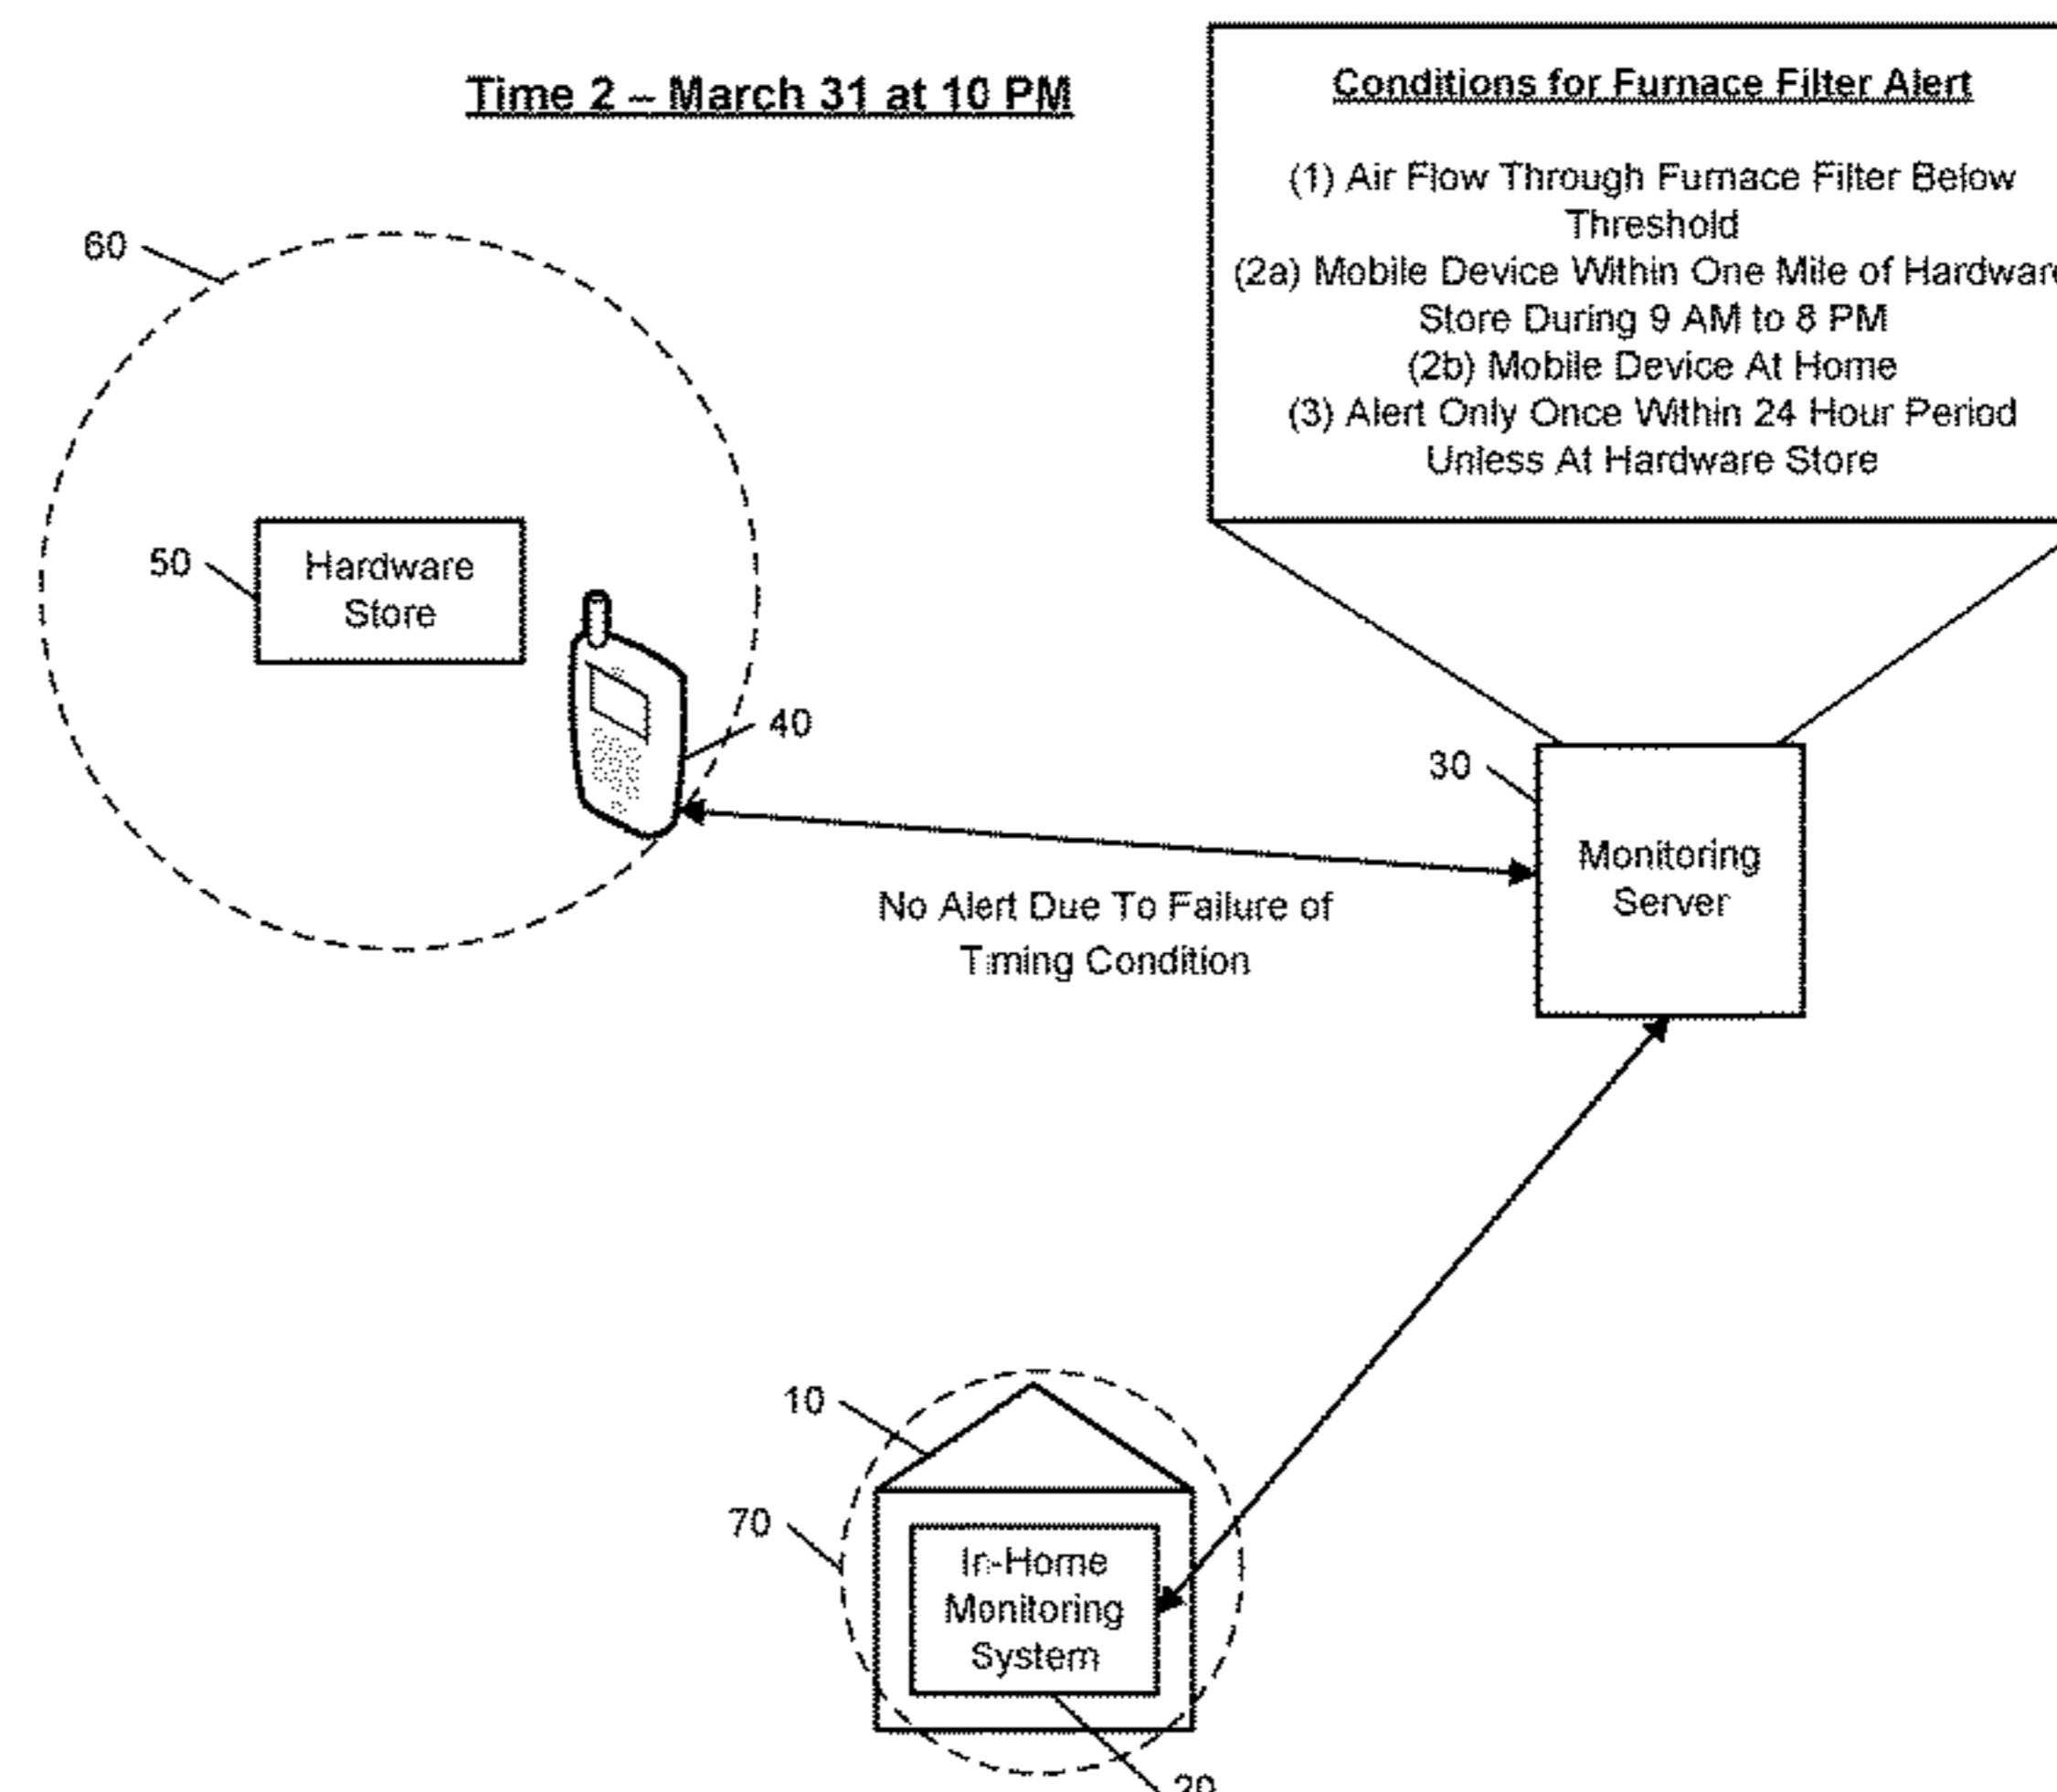 Time 2 – March 31 at 10 PM
Conditions for Furnace Filter Alert
(1) Air Flow Through Furnace Filter Below
Threshold
(2a) Mobile Device Within One Mile of Hardware
Store During 9 AM to 8 PM
(2b) Mobile Device At Home
(3) Alert Only Once Within 24 Hour Period
Unless At Hardware Store
60
50
Hardware
Store
40
30
Monitoring
Server
No Alert Due To Failure of
Timing Condition
10
70
In-Home
Monitoring
System
20